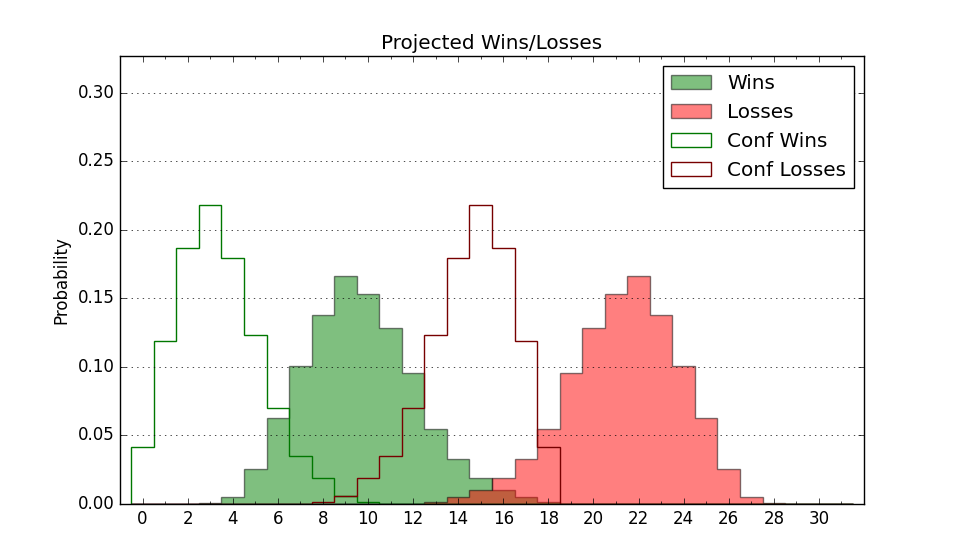 Projected Wins/Losses
Wins
Losses
Conf Wins
Conf Losses
Probability
0.30
0.25
0.20
0.15
0.10
0.05
0.00
0 2 4 6 8 10 12 14 16 18 20 22 24 26 28 30